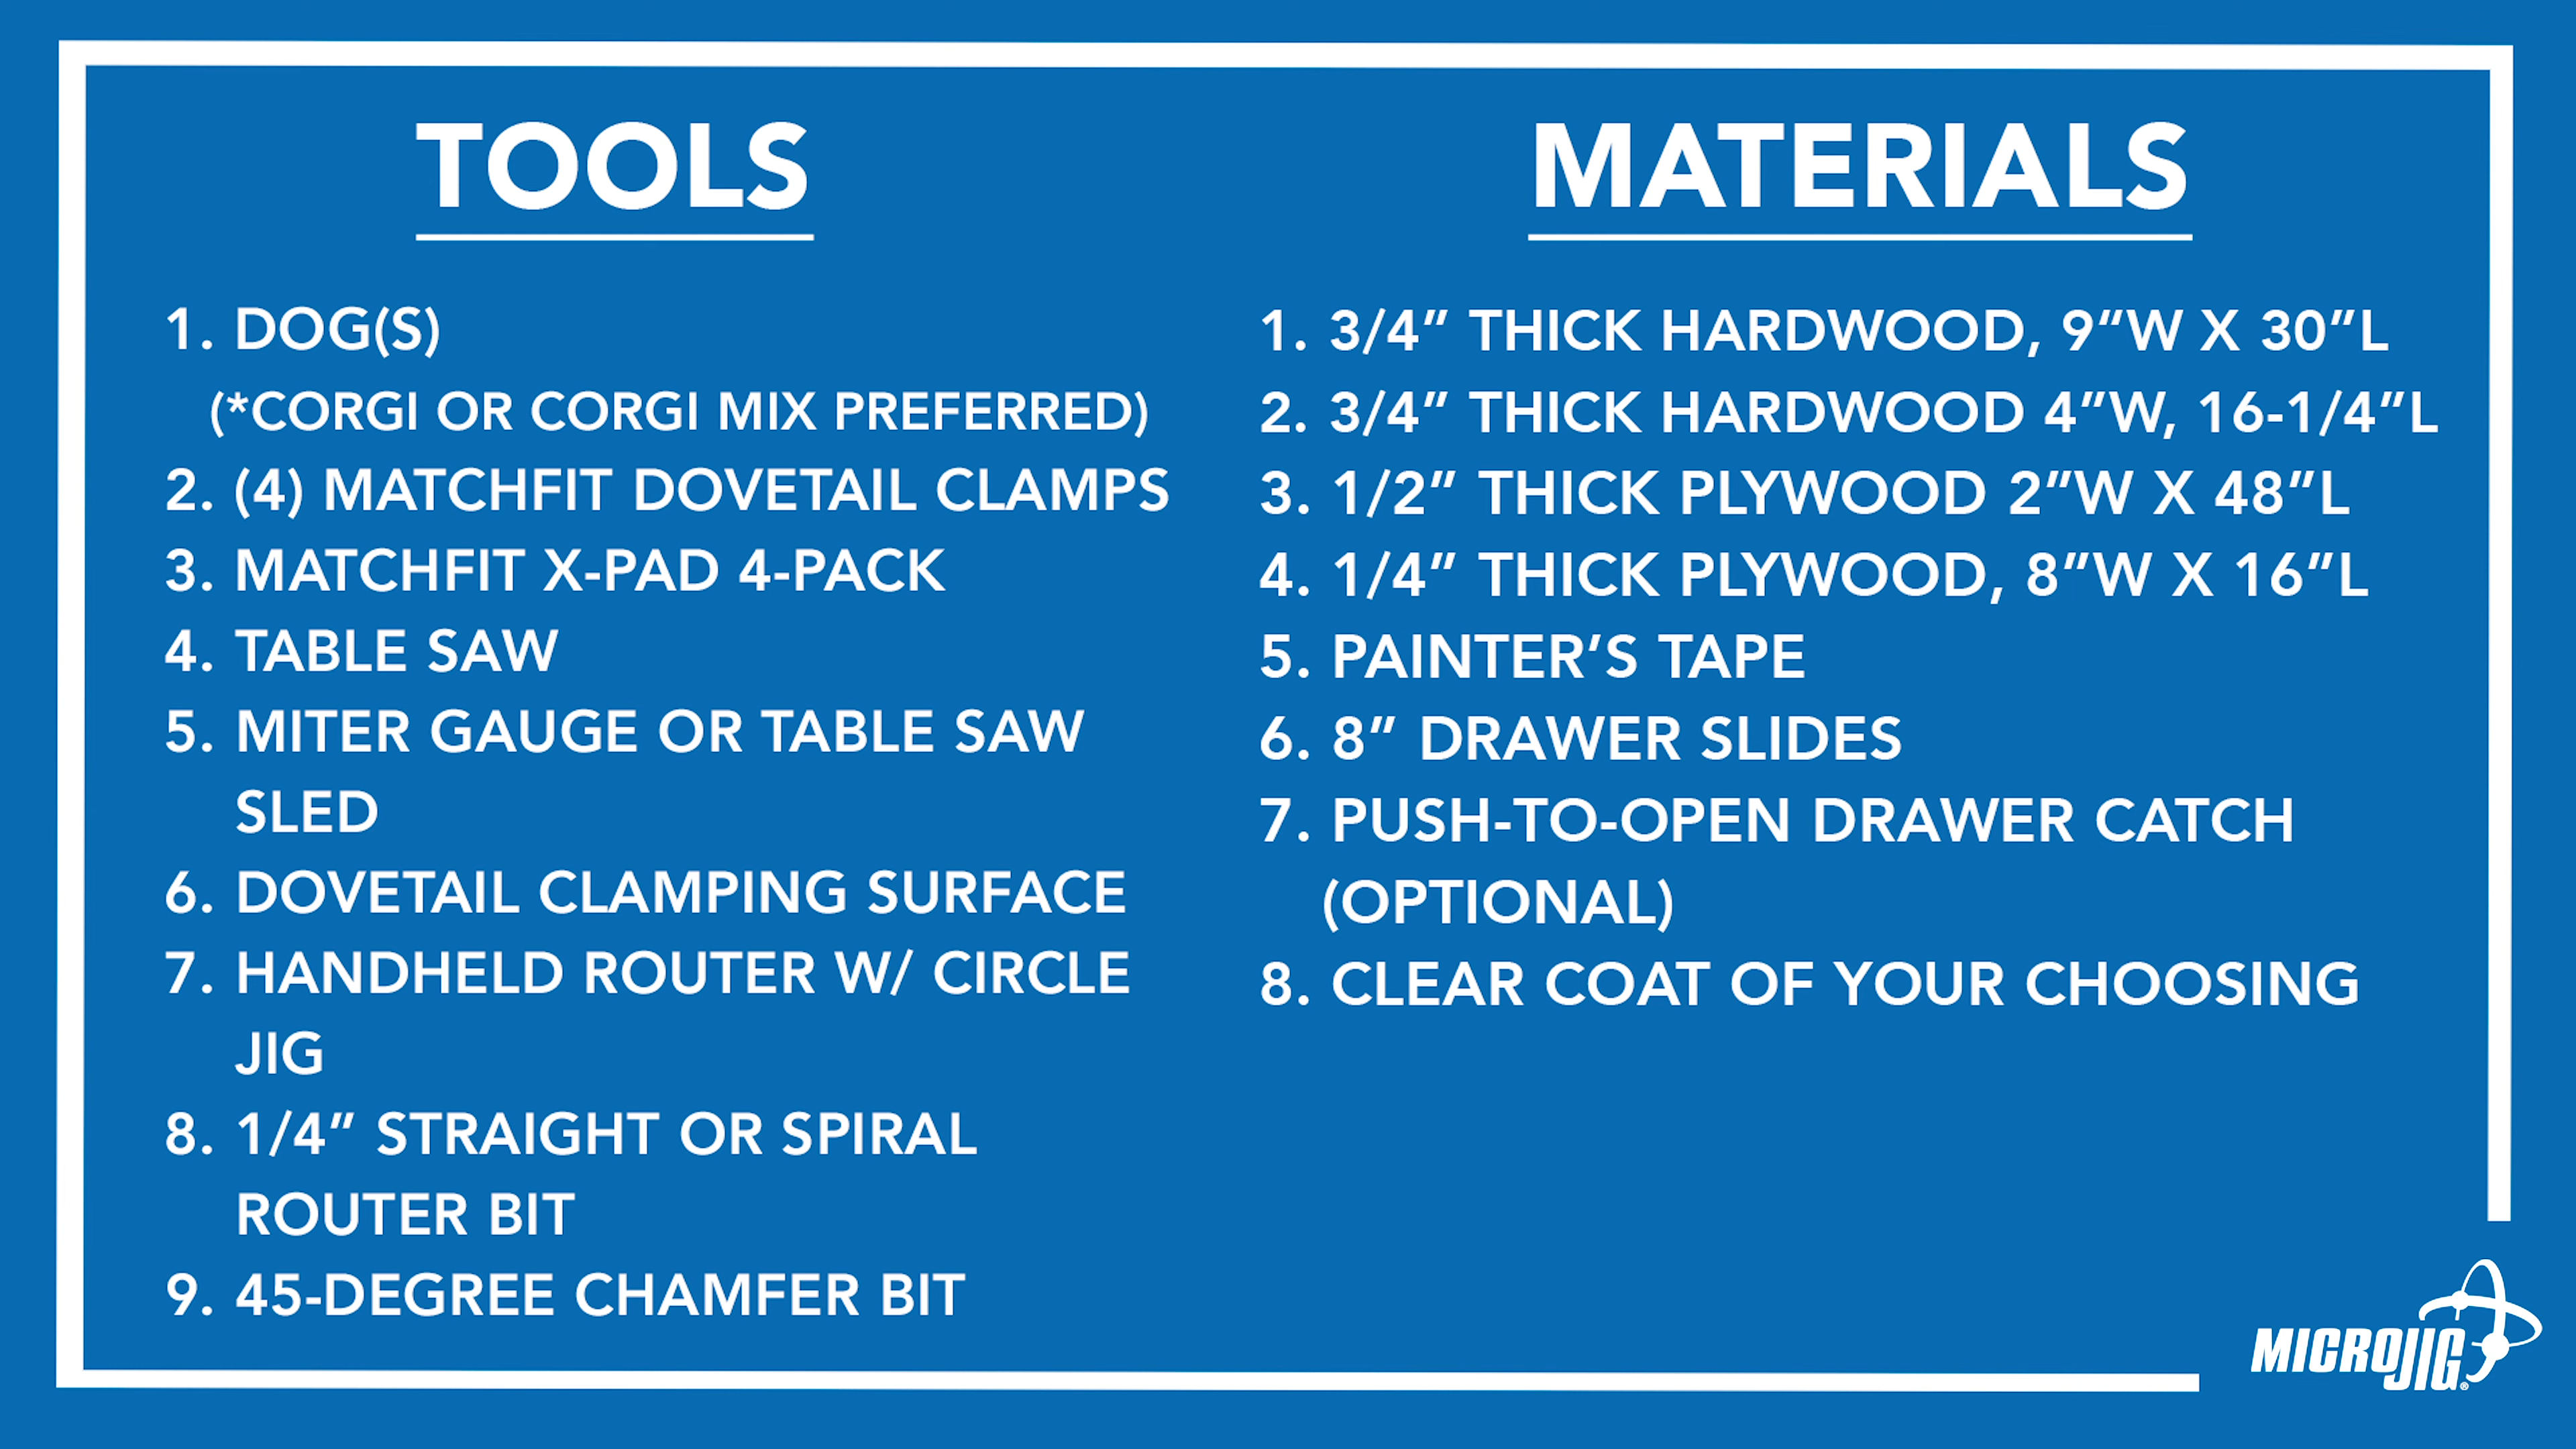 TOOLS
1. DOG(S)
(*CORGI OR CORGI MIX PREFERRED)
2. (4) MATCHFIT DOVETAIL CLAMPS
3. MATCHFIT X-PAD 4-PACK
4. TABLE SAW
5. MITER GAUGE OR TABLE SAW
SLED
6. DOVETAIL CLAMPING SURFACE
7. HANDHELD ROUTER W/ CIRCLE
JIG
8. 1/4” STRAIGHT OR SPIRAL
ROUTER BIT
9. 45-DEGREE CHAMFER BIT
MATERIALS
1. 3/4” THICK HARDWOOD, 9”W X 30”L
2. 3/4” THICK HARDWOOD 4”W, 16-1/4”L
3. 1/2” THICK PLYWOOD 2”W X 48”L
4. 1/4” THICK PLYWOOD, 8”W X 16”L
5. PAINTER’S TAPE
6. 8” DRAWER SLIDES
7. PUSH-TO-OPEN DRAWER CATCH
(OPTIONAL)
8. CLEAR COAT OF YOUR CHOOSING
MICROJIG®